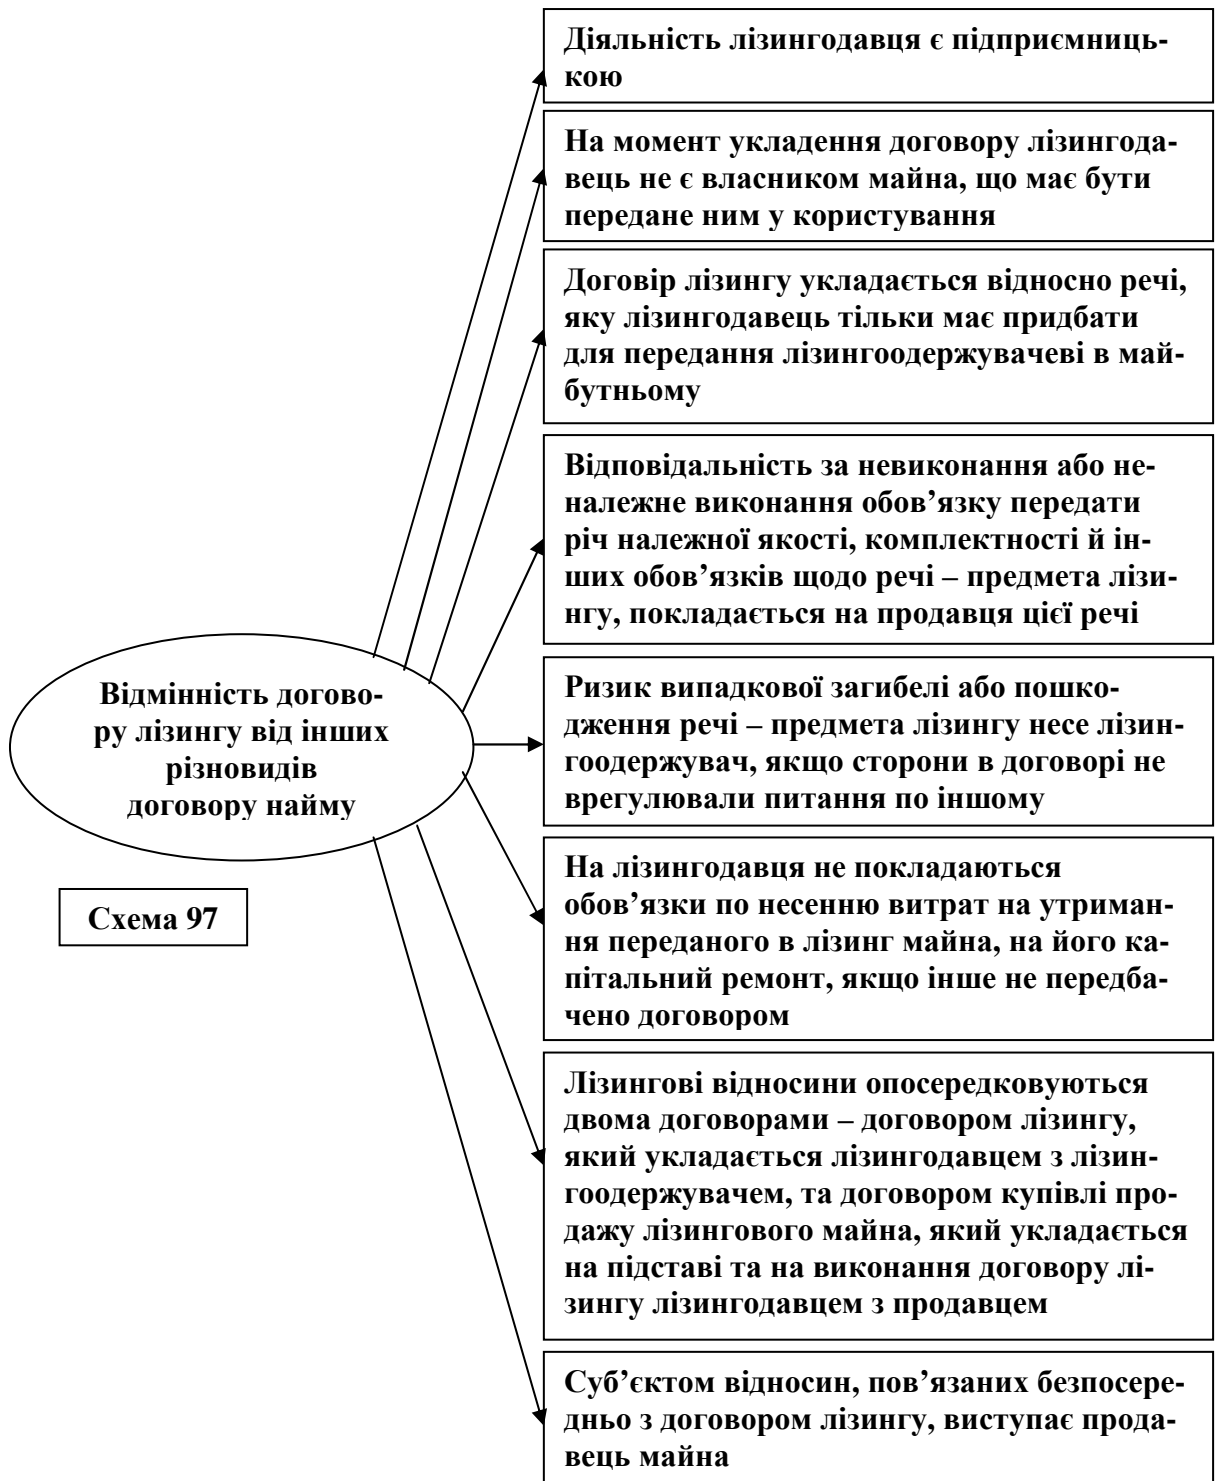 Діяльність лізингодавця є підприємниць-
кою
На момент укладення договору лізингода-
вець не є власником майна, що має бути
передане ним у користування
Договір лізингу укладається відносно речі,
яку лізингодавець тільки має придбати
для передання лізингоодержувачеві в май-
бутньому
Відповідальність за невиконання або не-
належне виконання обов’язку передати
річ належної якості, комплектності й ін-
ших обов’язків щодо речі – предмета лізи-
нгу, покладається на продавця цієї речі
Відмінність догово-
ру лізингу від інших
різновидів
договору найму
Ризик випадкової загибелі або пошко-
дження речі – предмета лізингу несе лізин-
гоодержувач, якщо сторони в договорі не
врегулювали питання по іншому
На лізингодавця не покладаються
обов’язки по несенню витрат на утриман-
ня переданого в лізинг майна, на його ка-
пітальний ремонт, якщо інше не передба-
чено договором
Схема 97
Лізингові відносини опосередковуються
двома договорами – договором лізингу,
який укладається лізингодавцем з лізин-
гоодержувачем, та договором купівлі про-
дажу лізингового майна, який укладається
на підставі та на виконання договору лі-
зингу лізингодавцем з продавцем
Суб’єктом відносин, пов’язаних безпосере-
дньо з договором лізингу, виступає прода-
вець майна